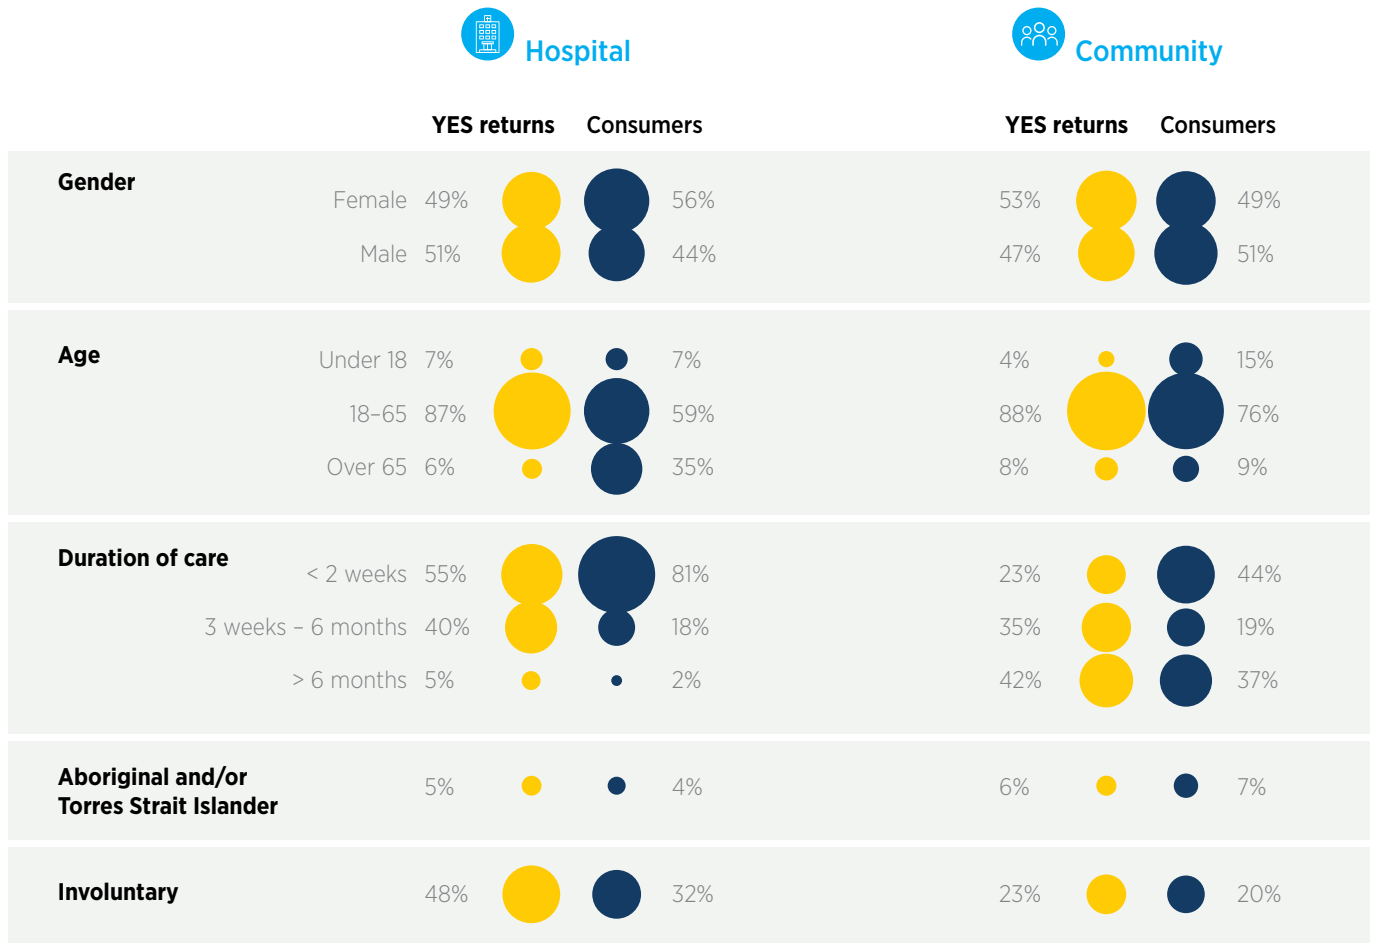 Hospital Community
YES returns Consumers YES returns Consumers
Gender
Female 49% 56% 53% 49%
Male 51% 44% 47% 51%
Age
Under 18 7% 7% 4% 15%
18–65 87% 59% 88% 76%
Over 65 6% 35% 8% 9%
Duration of care
< 2 weeks 55% 81% 23% 44%
3 weeks – 6 months 40% 18% 35% 19%
> 6 months 5% 2% 42% 37%
Aboriginal and/or
Torres Strait Islander
5% 4% 6% 7%
Involuntary 48% 32% 23% 20%